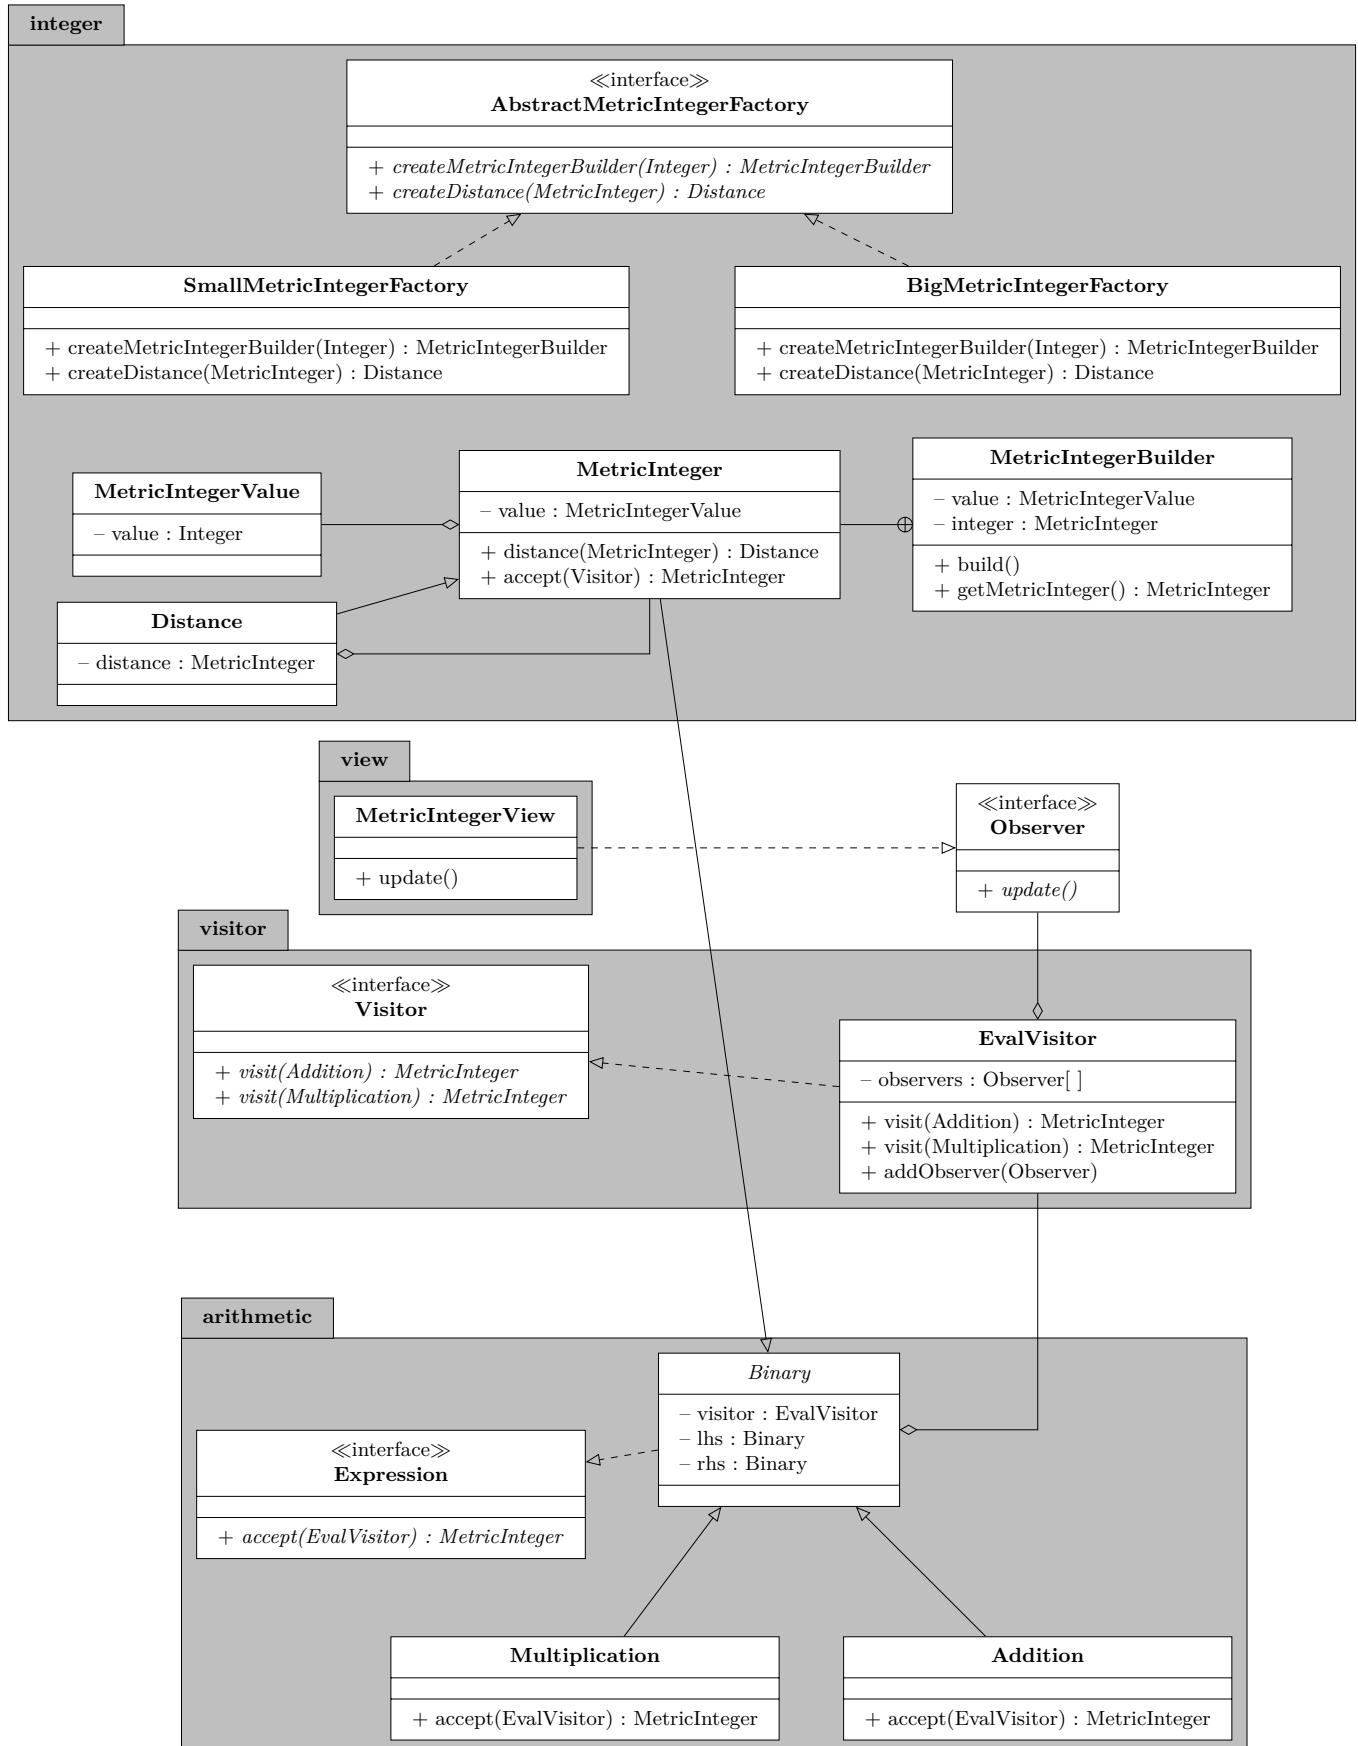 integer
≪interface≫
AbstractMetricIntegerFactory
+ createMetricIntegerBuilder(Integer) : MetricIntegerBuilder
+ createDistance(MetricInteger) : Distance
SmallMetricIntegerFactory
+ createMetricIntegerBuilder(Integer) : MetricIntegerBuilder
+ createDistance(MetricInteger) : Distance
BigMetricIntegerFactory
+ createMetricIntegerBuilder(Integer) : MetricIntegerBuilder
+ createDistance(MetricInteger) : Distance
MetricIntegerValue
– value : Integer
MetricInteger
– value : MetricIntegerValue
+ distance(MetricInteger) : Distance
+ accept(Visitor) : MetricInteger
MetricIntegerBuilder
– value : MetricIntegerValue
– integer : MetricInteger
+ build()
+ getMetricInteger() : MetricInteger
Distance
– distance : MetricInteger
view
MetricIntegerView
+ update()
≪interface≫
Observer
+ update()
visitor
≪interface≫
Visitor
+ visit(Addition) : MetricInteger
+ visit(Multiplication) : MetricInteger
EvalVisitor
– observers : Observer[ ]
+ visit(Addition) : MetricInteger
+ visit(Multiplication) : MetricInteger
+ addObserver(Observer)
arithmetic
Binary
– visitor : EvalVisitor
– lhs : Binary
– rhs : Binary
≪interface≫
Expression
+ accept(EvalVisitor) : MetricInteger
Multiplication
+ accept(EvalVisitor) : MetricInteger
Addition
+ accept(EvalVisitor) : MetricInteger